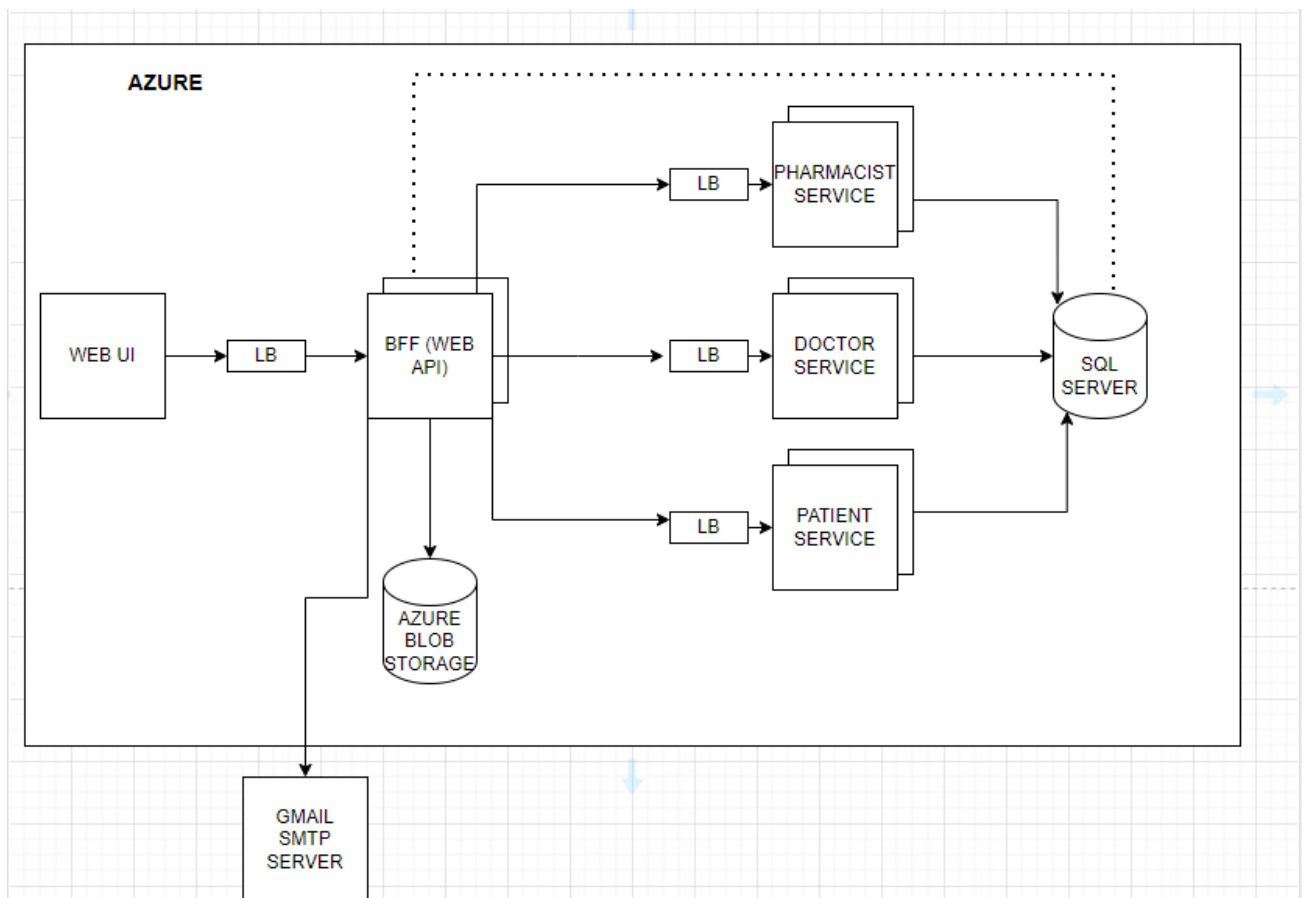 AZURE
LB
PHARMACIST
SERVICE
WEB UI
LB
BFF (WEB
API)
LB
DOCTOR
SERVICE
SQL
SERVER
LB
PATIENT
SERVICE
AZURE
BLOB
STORAGE
GMAIL
SMTP
SERVER